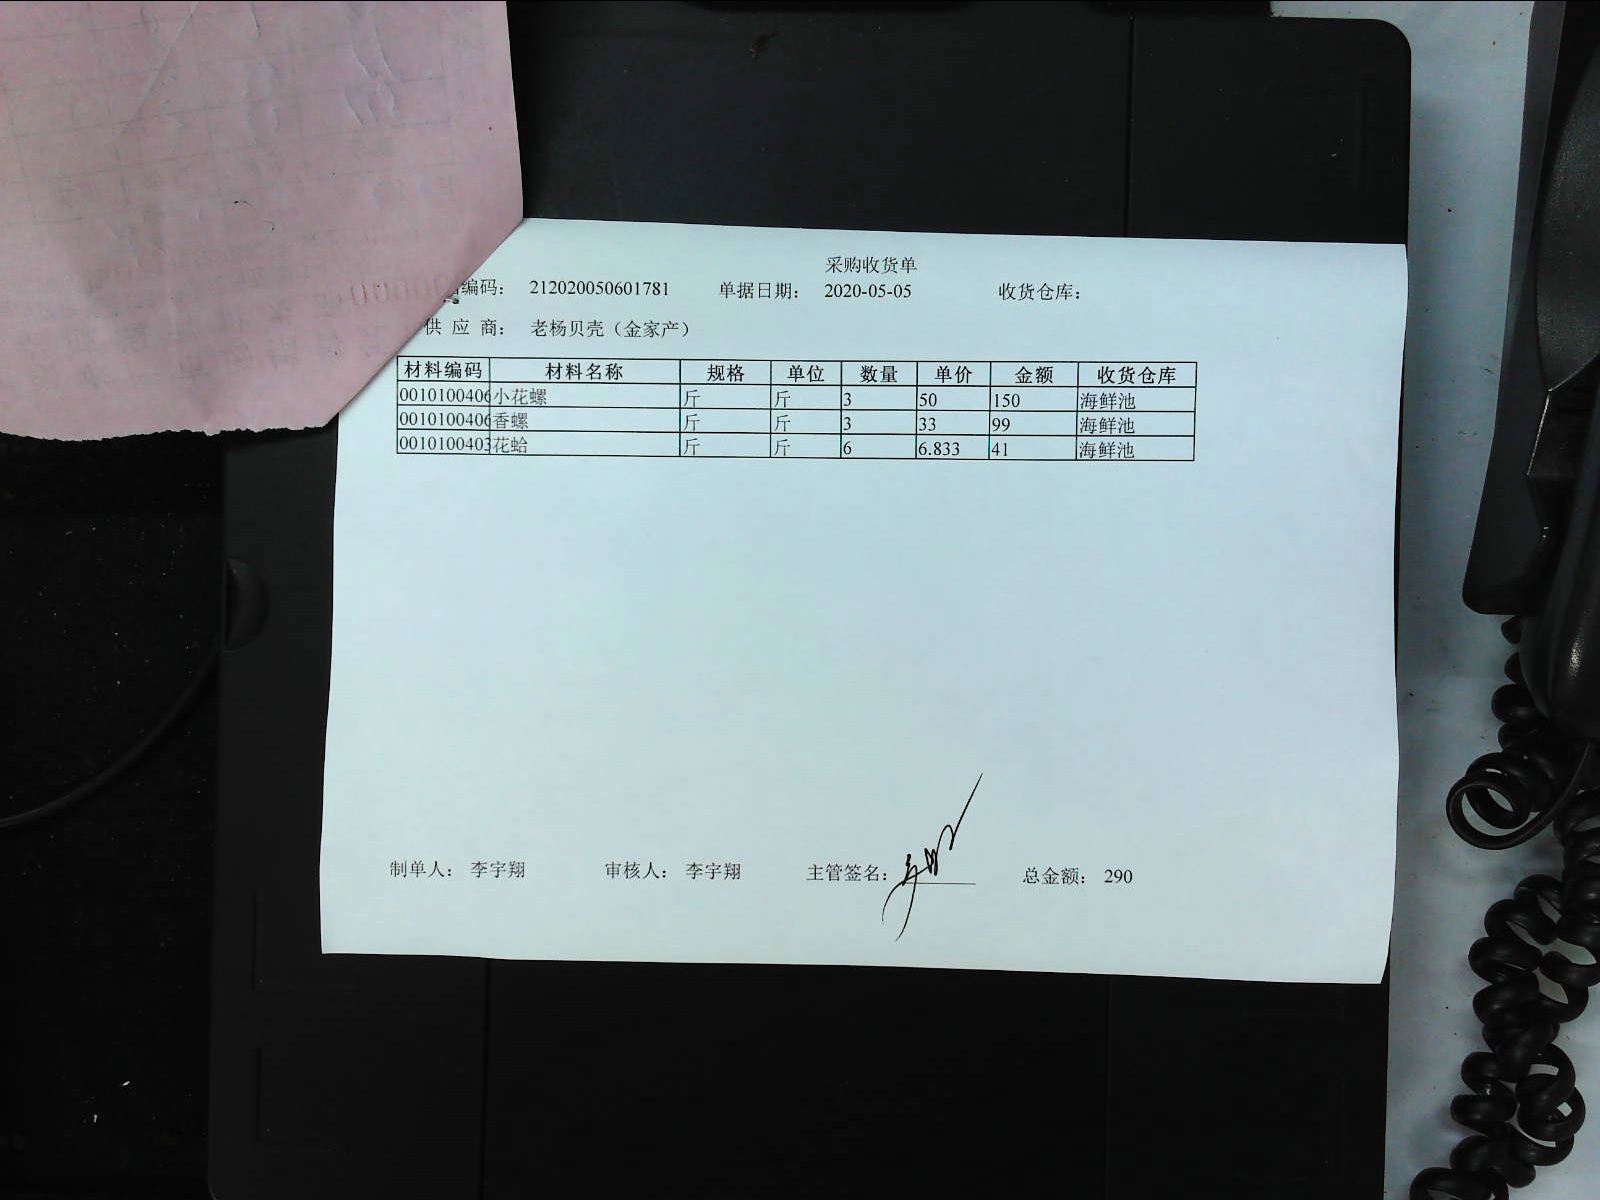 采购收货单
编码： 212020050601781 单据日期： 2020-05-05 收货仓库：
供 应 商： 老杨贝壳（金家产）
材料编码 材料名称 规格 单位 数量 单价 金额 收货仓库
0010100406 小花螺 斤 斤 3 50 150 海鲜池
0010100406 香螺 斤 斤 3 33 99 海鲜池
0010100403 花蛤 斤 斤 6 6.833 41 海鲜池
制单人： 李宇翔 审核人： 李宇翔 主管签名： 总金额： 290